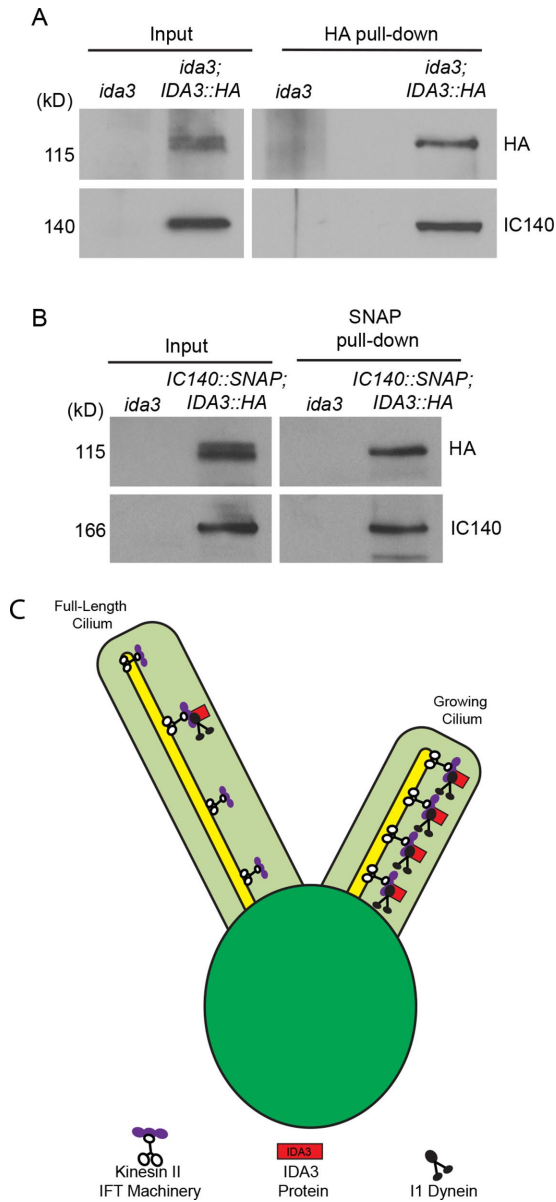 A
Input
HA pull-down
(kD)
ida3
ida3;
IDA3::HA
ida3
ida3;
IDA3::HA
115
HA
140
IC140
B
Input
SNAP
pull-down
(kD)
ida3
IC140::SNAP;
IDA3::HA
ida3
IC140::SNAP;
IDA3::HA
115
HA
166
IC140
C
Full-Length
Cilium
Growing
Cilium
Kinesin II
IFT Machinery
IDA3
IDA3
Protein
I1 Dynein